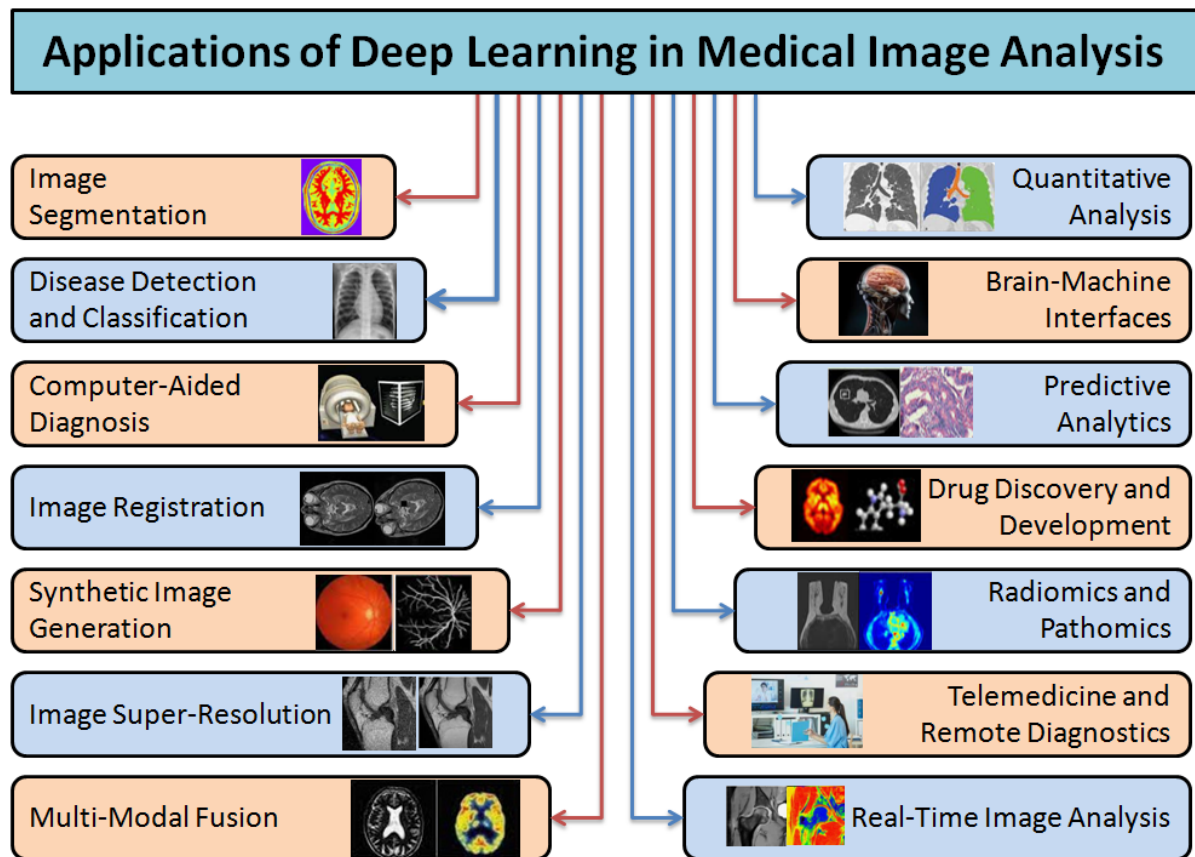 Applications of Deep Learning in Medical Image Analysis
Image
Segmentation
Disease Detection
and Classification
Computer-Aided
Diagnosis
Image Registration
Synthetic Image
Generation
Image Super-Resolution
Multi-Modal Fusion
Quantitative
Analysis
Brain-Machine
Interfaces
Predictive
Analytics
Drug Discovery and
Development
Radiomics and
Pathomics
Telemedicine and
Remote Diagnostics
Real-Time Image Analysis